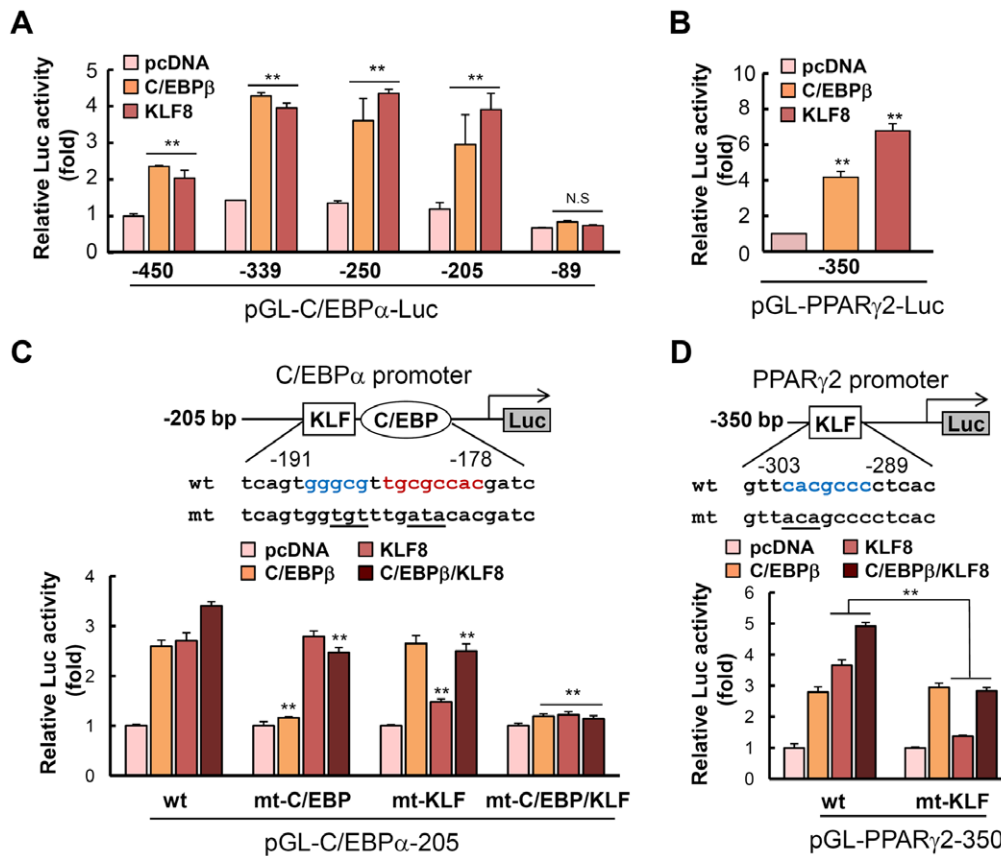 A
pcDNA
C/EBPβ
KLF8
Relative Luc activity
(fold)
5
4
3
2
1
0
**
**
**
**
N.S
-450 -339 -250 -205 -89
pGL-C/EBPα-Luc
B
pcDNA
C/EBPβ
KLF8
Relative Luc activity
(fold)
10
8
6
4
2
0
**
**
-350
pGL-PPARγ2-Luc
C
C/EBPα promoter
-205 bp KLF C/EBP Luc
-191 -178
wt tcagtgggcgttgcgccacgatc
mt tcagtggtgtttgatacacgatc
pcDNA KLF8
C/EBPβ C/EBPβ/KLF8
Relative Luc activity
(fold)
4
3
2
1
0
**
**
**
**
**
wt mt-C/EBP mt-KLF mt-C/EBP/KLF
pGL-C/EBPα-205
D
PPARγ2 promoter
-350bp KLF Luc
-303 -289
wt gttcacgcccctcac
mt gttacagcccctcac
pcDNA KLF8
C/EBPβ C/EBPβ/KLF8
Relative Luc activity
(fold)
6
5
4
3
2
1
0
**
wt mt-KLF
pGL-PPARγ2-350